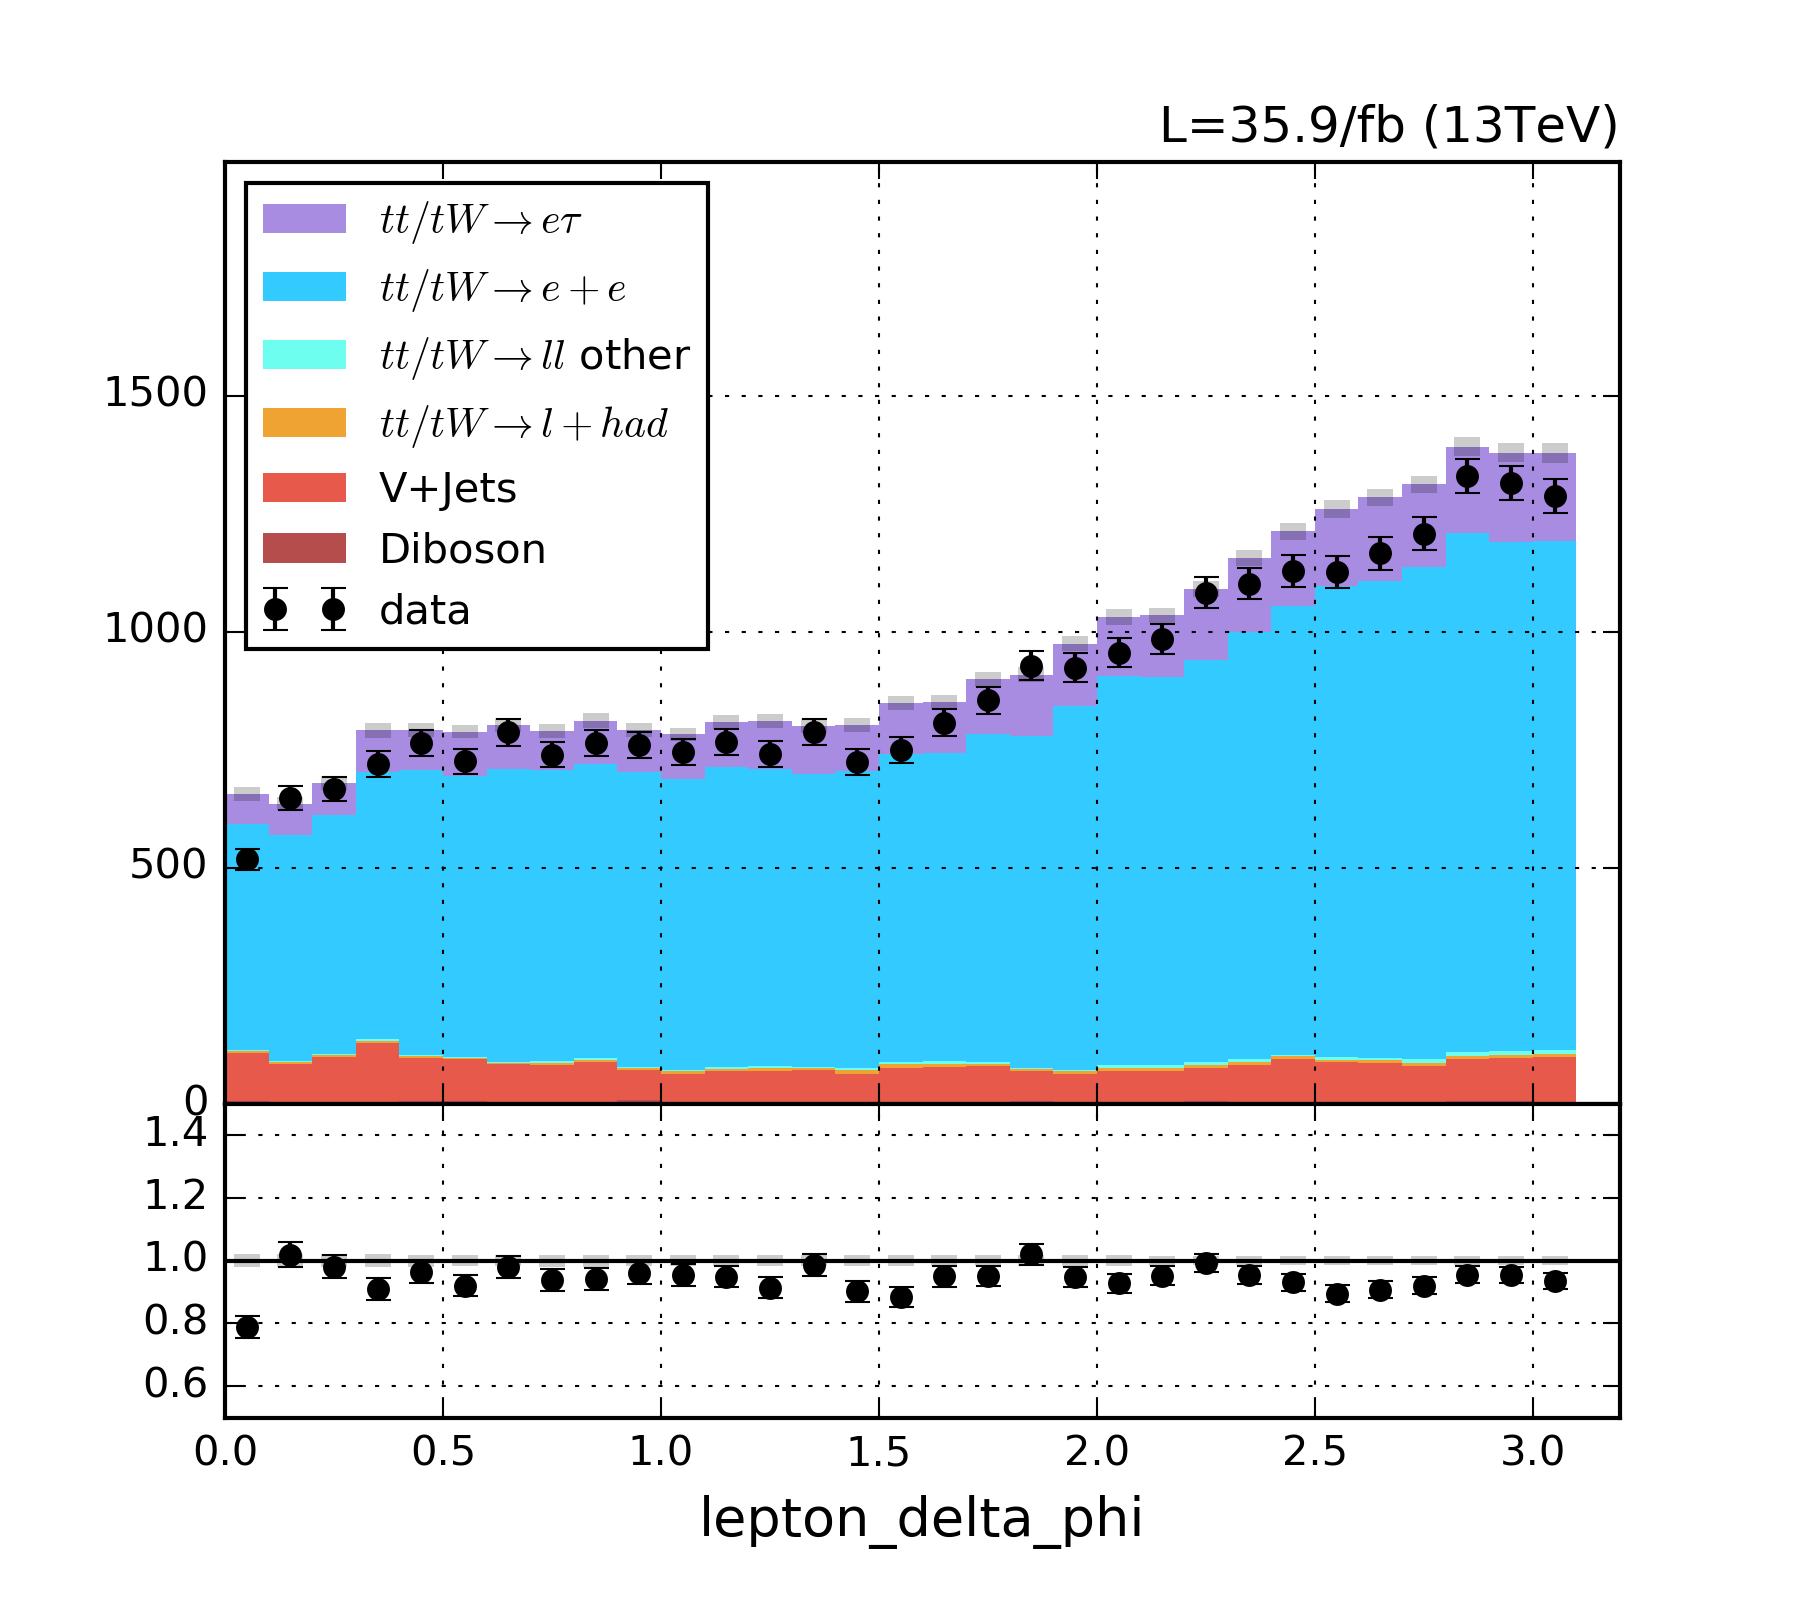 L=35.9/fb (13TeV)
tt/tW→eτ
tt/tW→e+e
tt/tW→ll other
tt/tW→l+had
V+Jets
Diboson
data
1500
1000
500
0
1.4
1.2
1.0
0.8
0.6
0.0 0.5 1.0 1.5 2.0 2.5 3.0
lepton_delta_phi